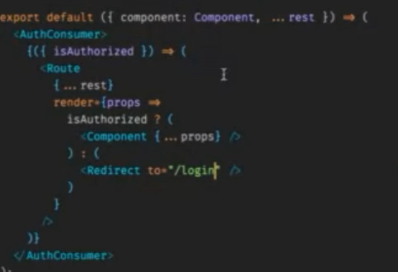 export default ({ component: Component, ...rest }) => (
<AuthConsumer>
{({ isAuthorized }) => (
<Route
{...rest}
render={props =>
isAuthorized ? (
<Component {...props} />
) : (
<Redirect to="/login" />
)
}
/>
)}
</AuthConsumer>
);